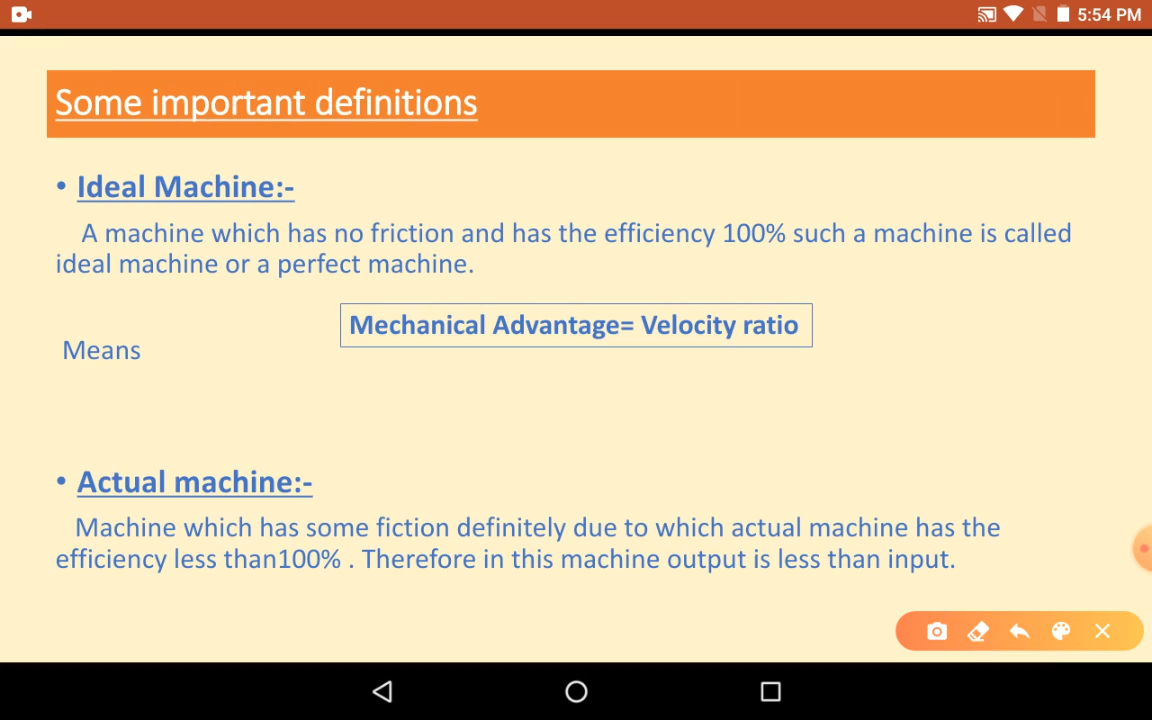 5:54 PM
Some important definitions
• Ideal Machine:-
A machine which has no friction and has the efficiency 100% such a machine is called
ideal machine or a perfect machine.
Mechanical Advantage= Velocity ratio
Means
• Actual machine:-
Machine which has some fiction definitely due to which actual machine has the
efficiency less than100% . Therefore in this machine output is less than input.